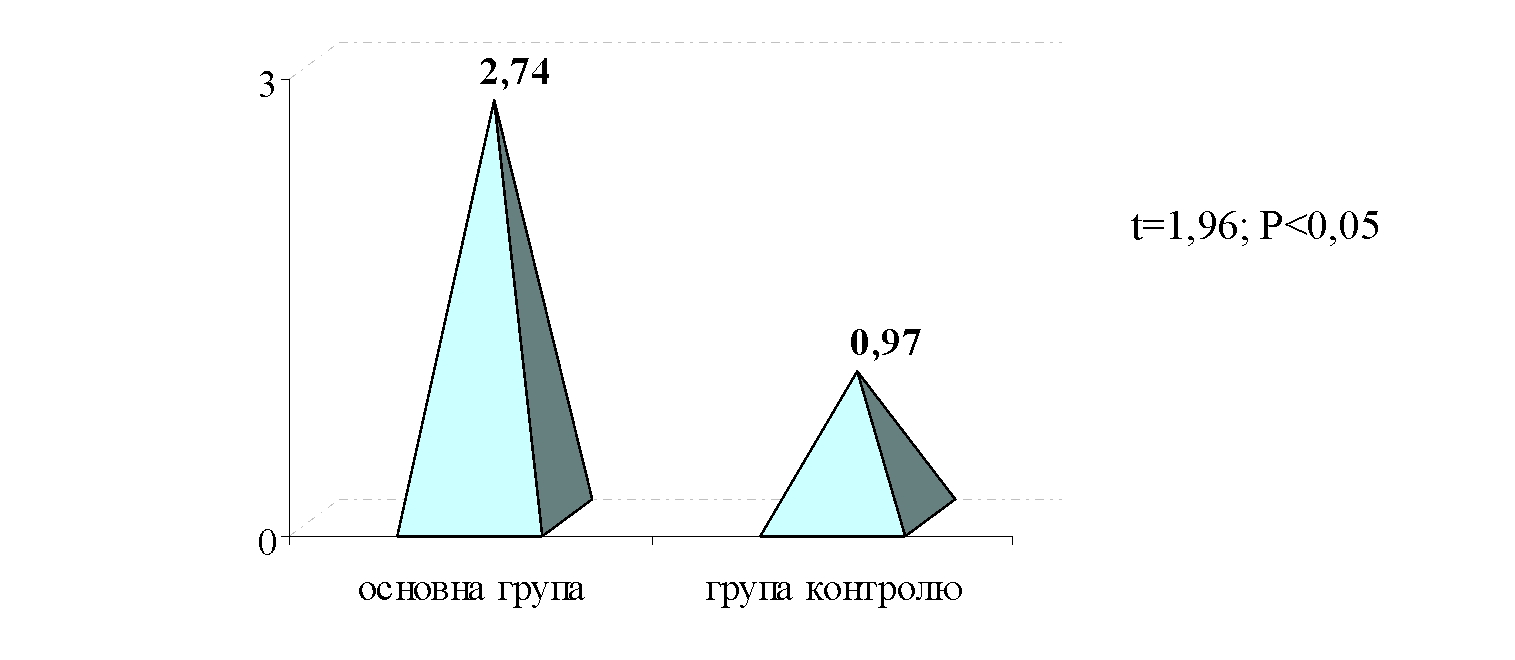 3
2,74
t=1,96; P<0,05
0,97
0
основна група
група контролю